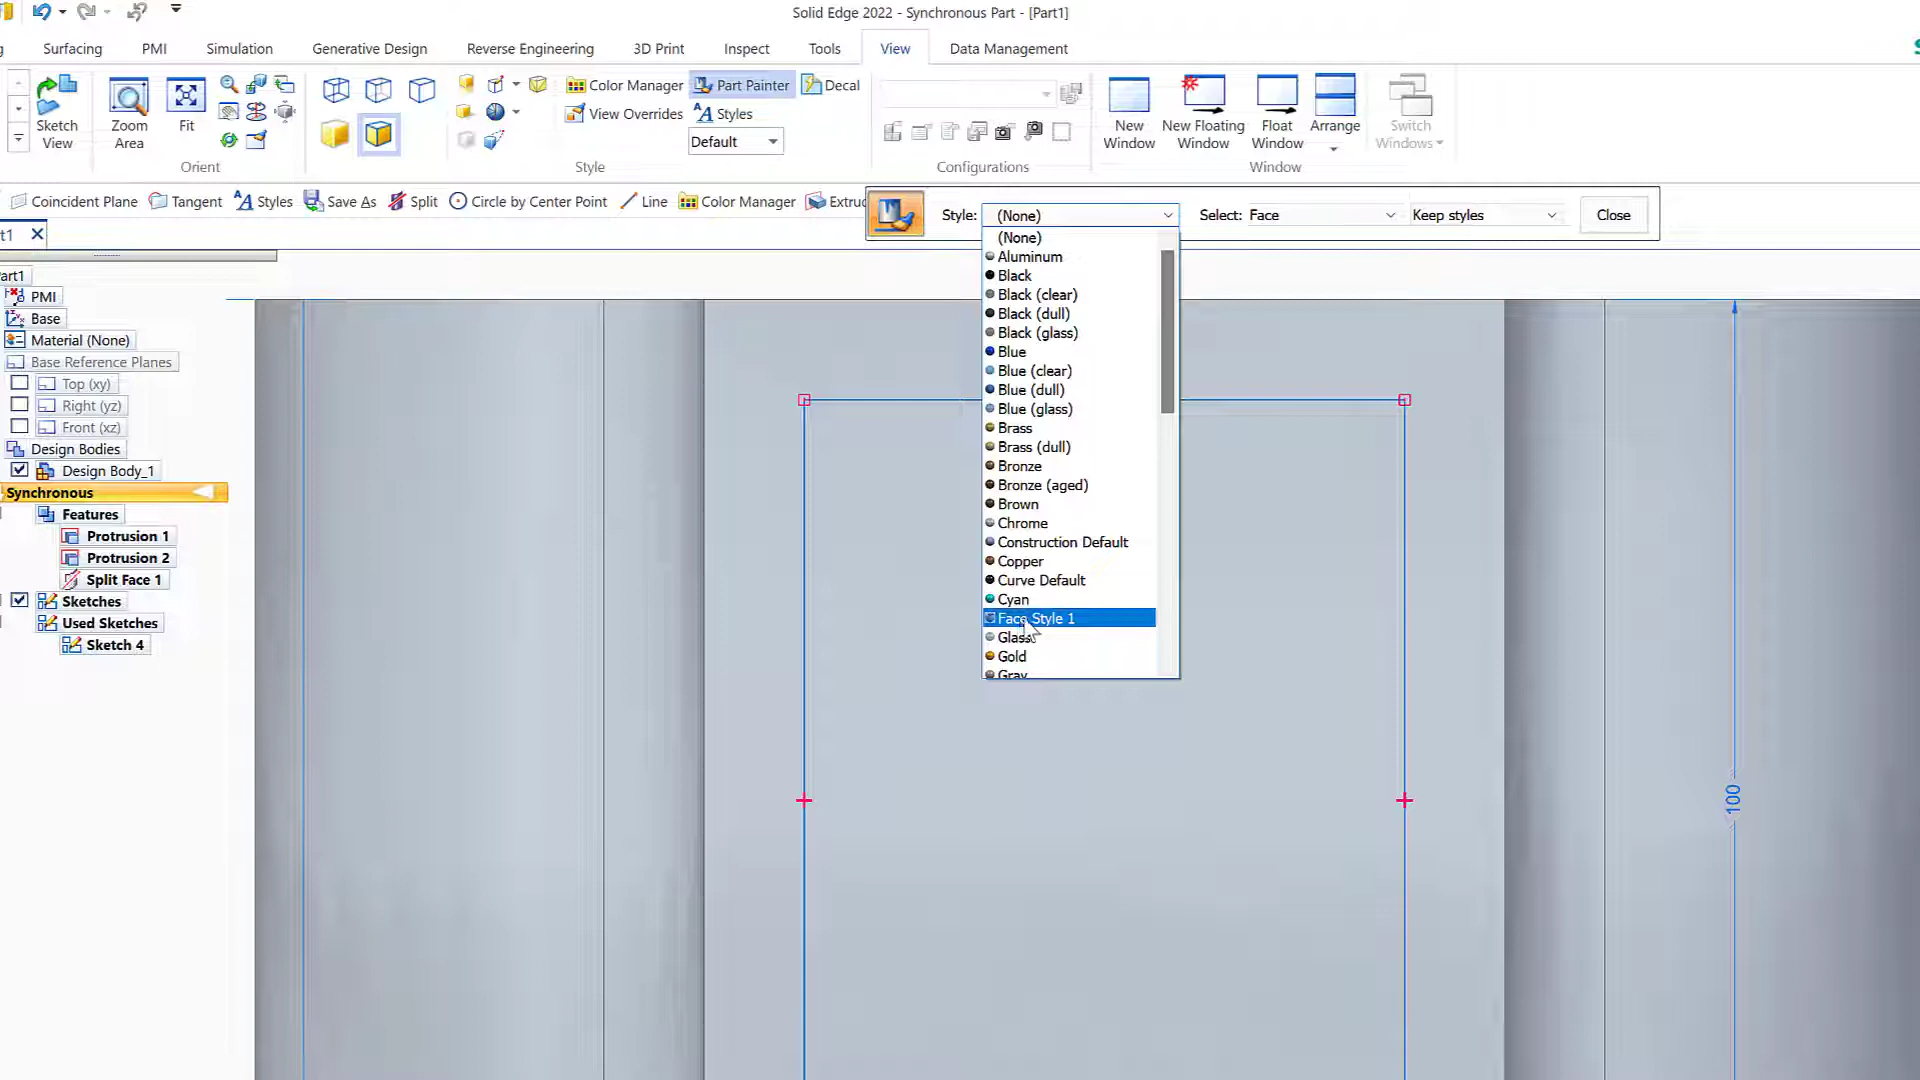 Solid Edge 2022 - Synchronous Part - [Part1]
Surfacing PMI Simulation Generative Design Reverse Engineering 3D Print Inspect Tools View Data Management
Sketch View
Zoom Area
Fit
Orient
Color Manager Part Painter Decal
View Overrides Styles
Default
Style
Configurations
New Window
New Floating Window
Float Window
Arrange
Switch Windows
Window
Coincident Plane Tangent Styles Save As Split Circle by Center Point Line Color Manager Extru
Style: (None) Select: Face Keep styles Close
t1
(None)
Aluminum
Black
Black (clear)
Black (dull)
Black (glass)
Blue
Blue (clear)
Blue (dull)
Blue (glass)
Brass
Brass (dull)
Bronze
Bronze (aged)
Brown
Chrome
Construction Default
Copper
Curve Default
Cyan
Face Style 1
Glass
Gold
Gray
art1
PMI
Base
Material (None)
Base Reference Planes
Top (xy)
Right (yz)
Front (xz)
Design Bodies
Design Body_1
Synchronous
Features
Protrusion 1
Protrusion 2
Split Face 1
Sketches
Used Sketches
Sketch 4
100